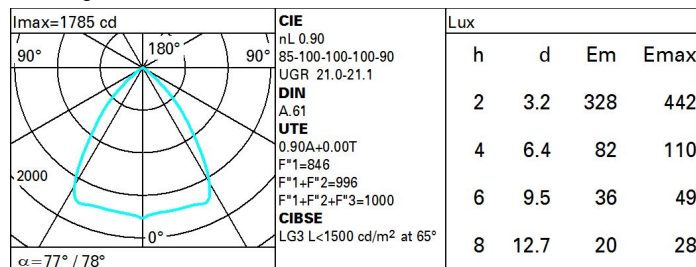 Imax=1785 cd
90°
180°
90°
2000
0°
α=77° / 78°
CIE
nL 0.90
85-100-100-100-90
UGR 21.0-21.1
DIN
A.61
UTE
0.90A+0.00T
F"1=846
F"1+F"2=996
F"1+F"2+F"3=1000
CIBSE
LG3 L<1500 cd/m² at 65°
Lux
h d Em Emax
2 3.2 328 442
4 6.4 82 110
6 9.5 36 49
8 12.7 20 28